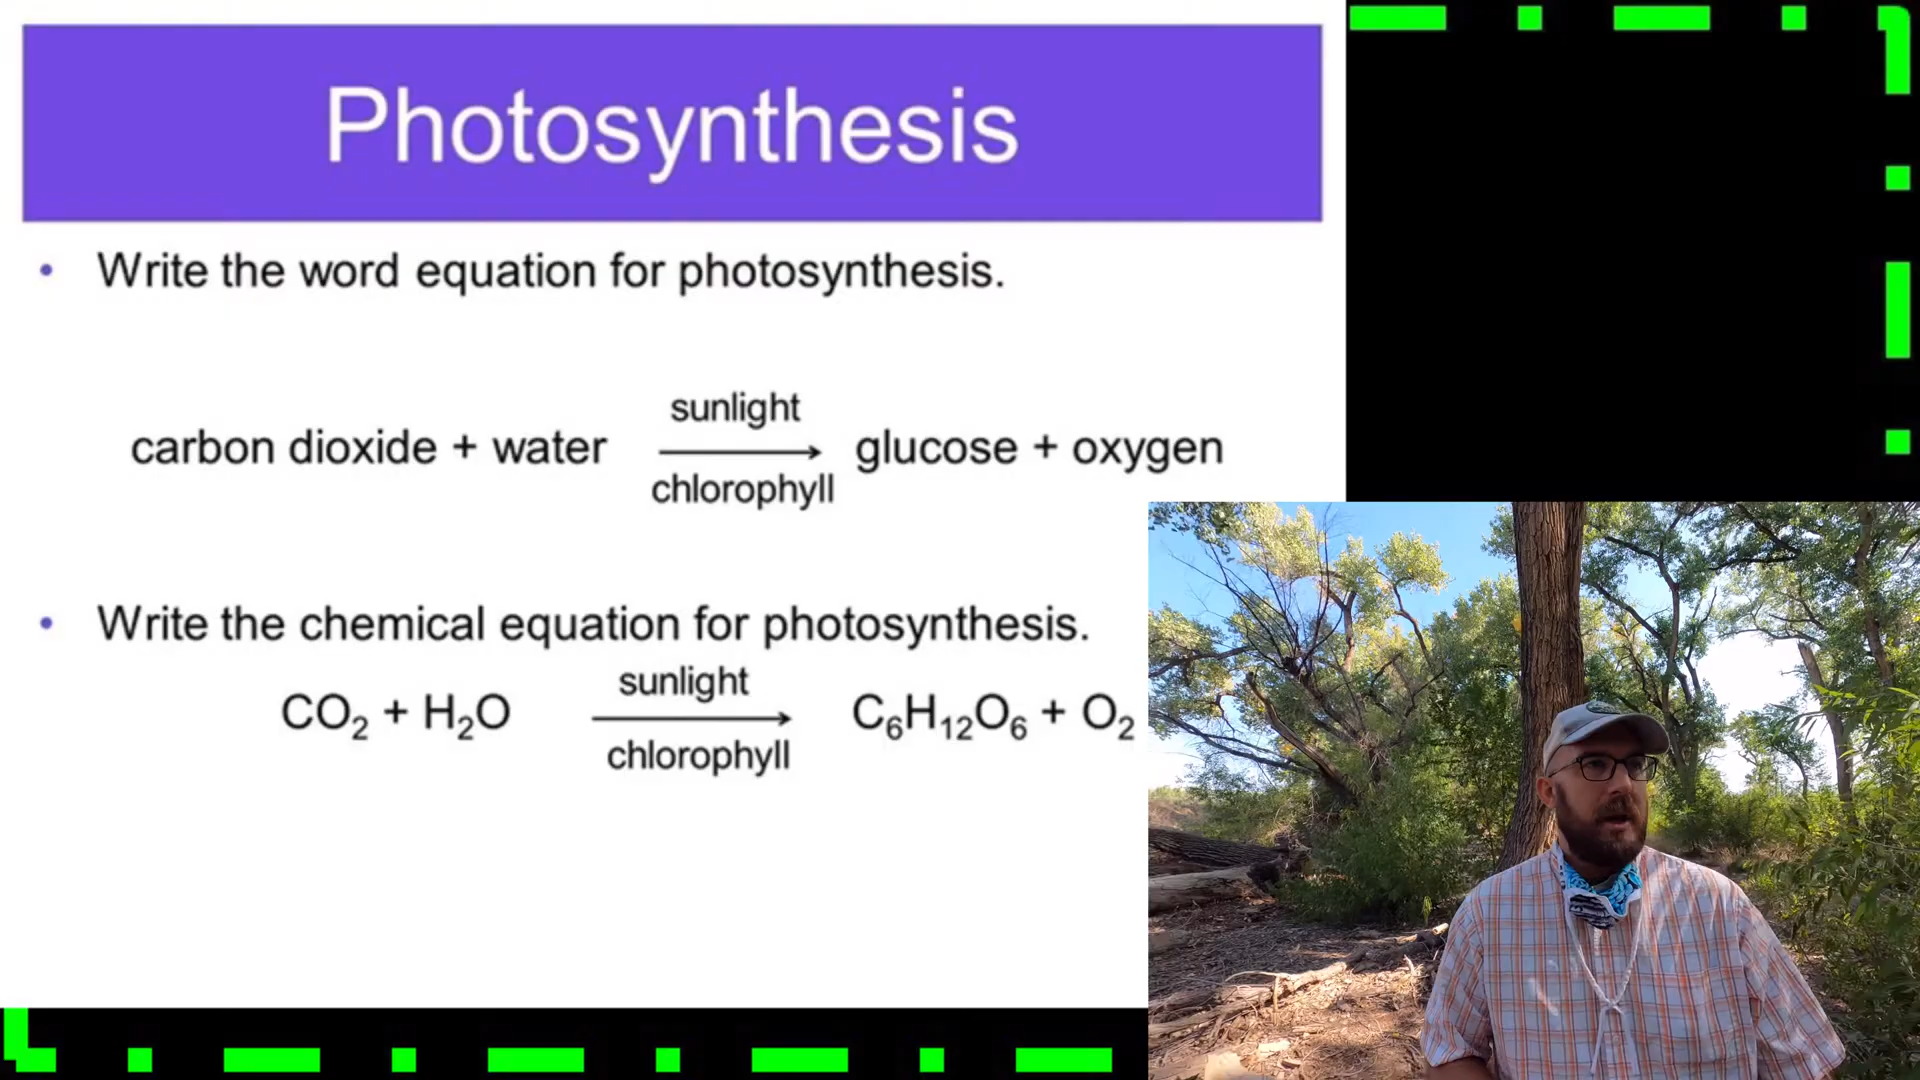 Photosynthesis
• Write the word equation for photosynthesis.
sunlight
carbon dioxide + water → glucose + oxygen
chlorophyll
• Write the chemical equation for photosynthesis.
sunlight
CO₂ + H₂O → C₆H₁₂O₆ + O₂
chlorophyll